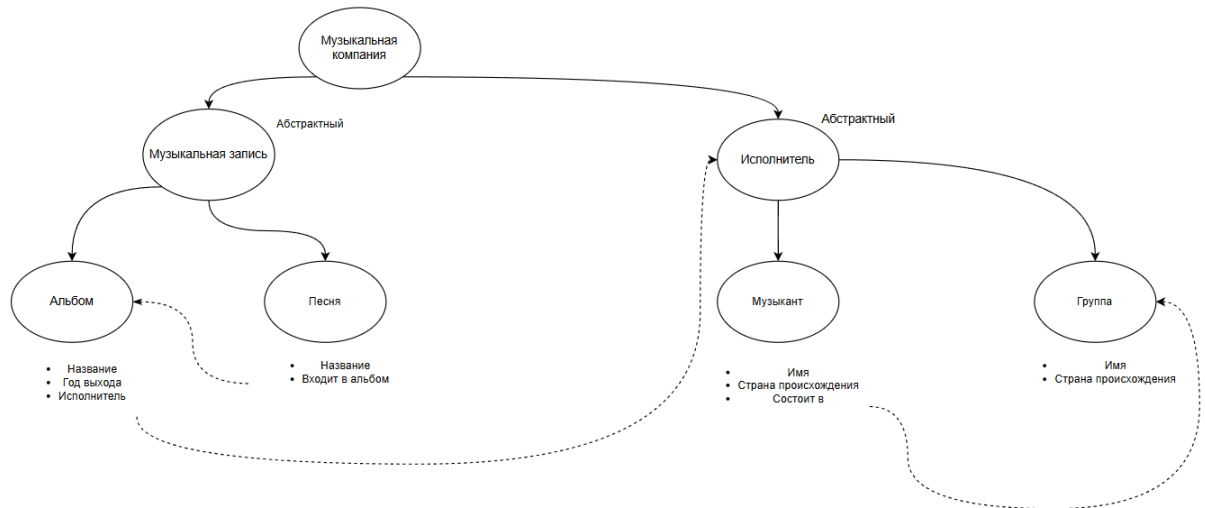 Музыкальная
компания
Абстрактный
Музыкальная запись
Абстрактный
Исполнитель
Альбом
Песня
Музыкант
Группа
• Название
• Год выхода
• Исполнитель
• Название
• Входит в альбом
• Имя
• Страна происхождения
• Состоит в
• Имя
• Страна происхождения